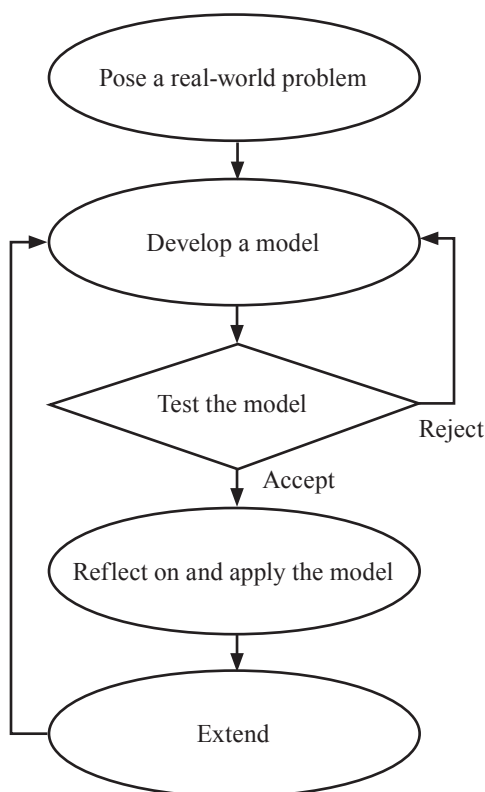 Pose a real-world problem
Develop a model
Test the model
Reject
Accept
Reflect on and apply the model
Extend